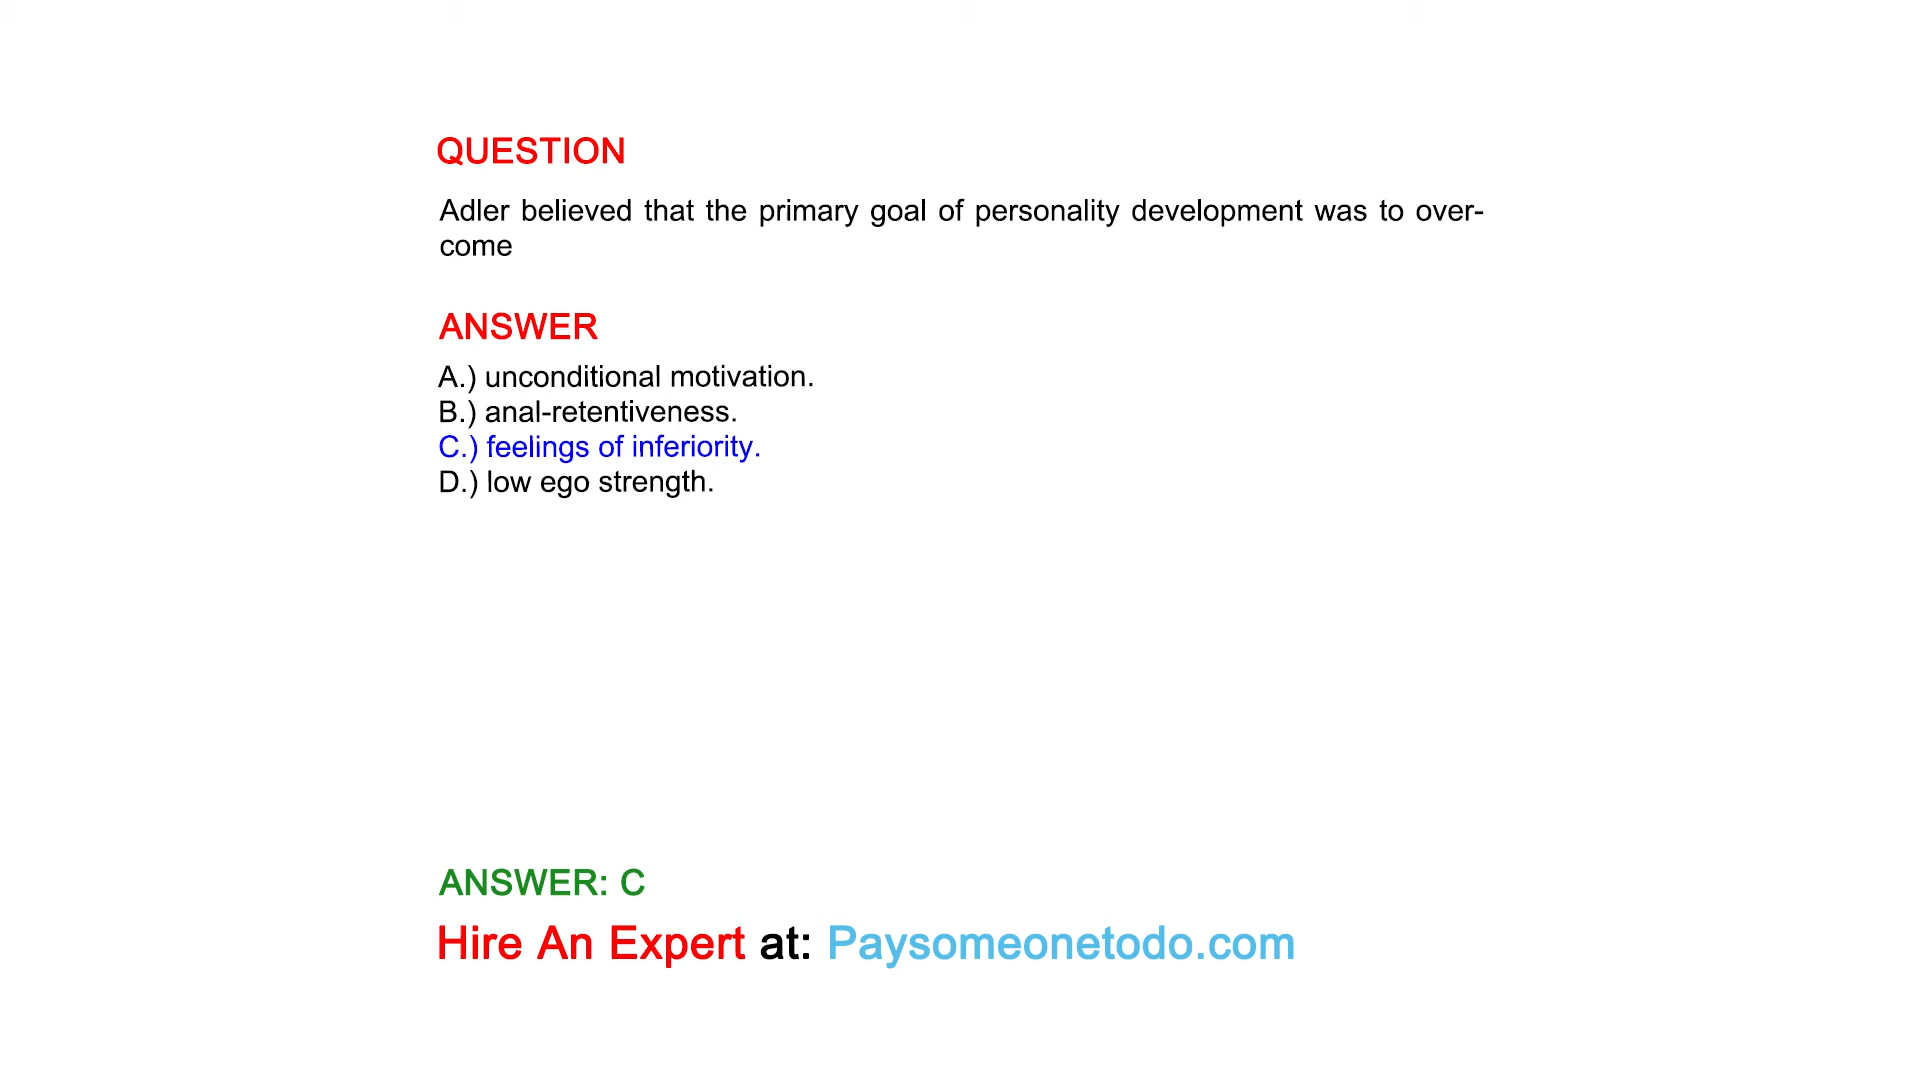 QUESTION
Adler believed that the primary goal of personality development was to over-
come
ANSWER
A.) unconditional motivation.
B.) anal-retentiveness.
C.) feelings of inferiority.
D.) low ego strength.
ANSWER: C
Hire An Expert at: Paysomeonetodo.com